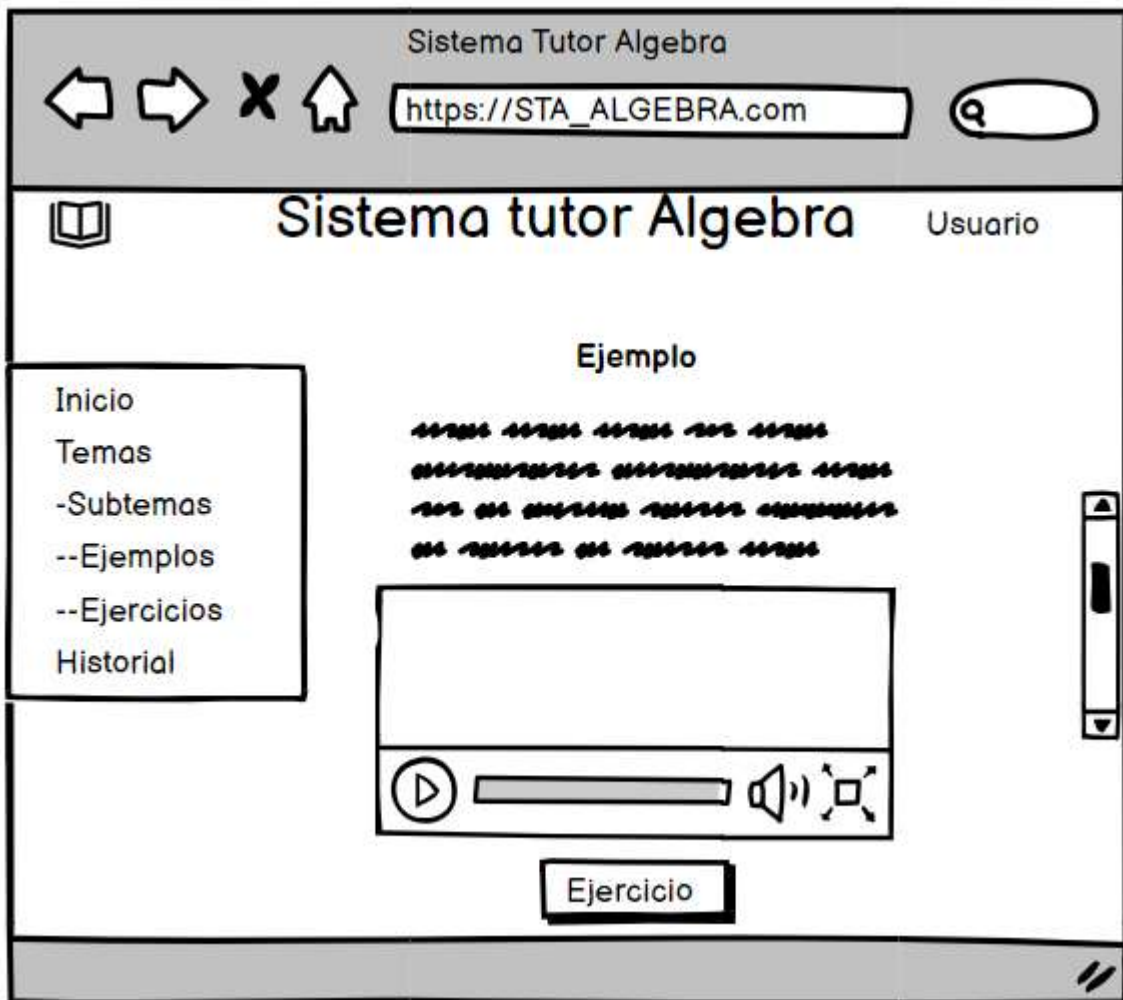 Sistema Tutor Algebra
https://STA_ALGEBRA.com
Sistema tutor Algebra
Usuario
Ejemplo
Inicio
Temas
-Subtemas
--Ejemplos
--Ejercicios
Historial
Ejercicio